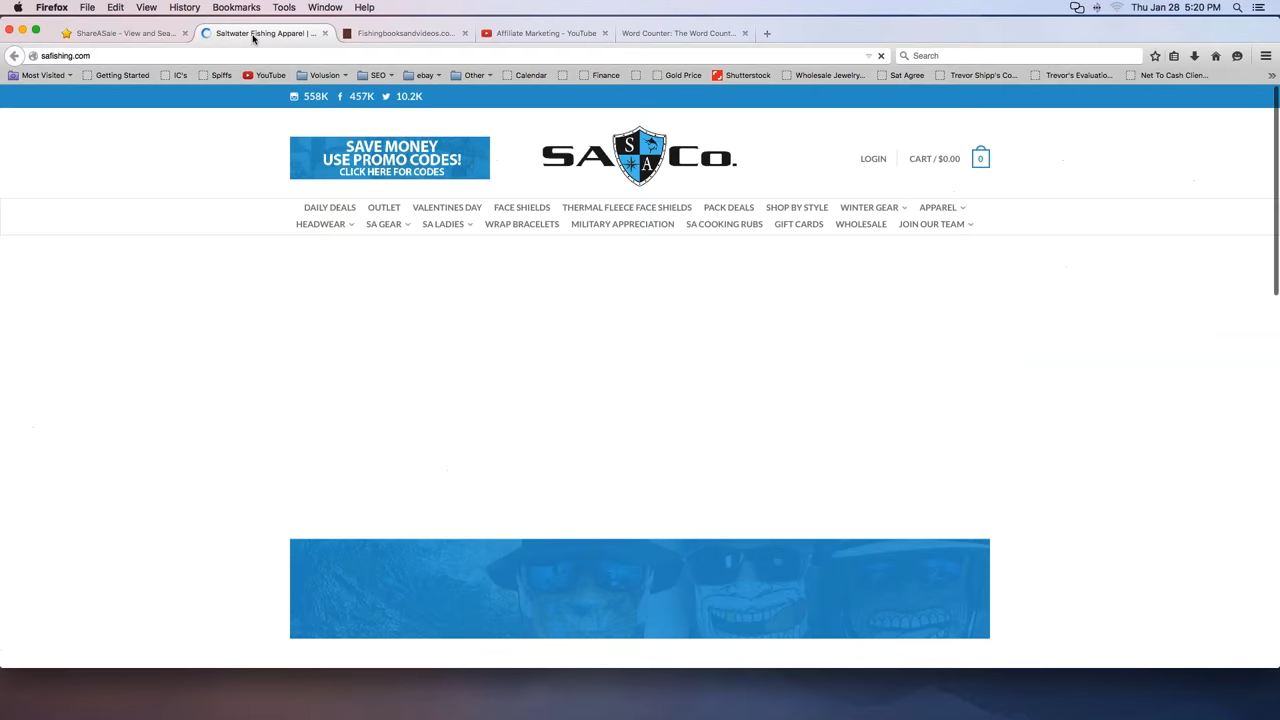 Firefox File Edit View History Bookmarks Tools Window Help Thu Jan 28 5:20 PM
ShareASale - View and Sea... Saltwater Fishing Apparel | ... Fishingbooksandvideos.co... Affiliate Marketing - YouTube Word Counter: The Word Count...
safishing.com Search
Most Visited Getting Started IC's Spiffs YouTube Volusion SEO ebay Other Calendar Finance Gold Price Shutterstock Wholesale Jewelry... Sat Agree Trevor Shipp's Co... Trevor's Evaluatio... Net To Cash Clien...
558K 457K 10.2K
SAVE MONEY
USE PROMO CODES!
CLICK HERE FOR CODES
SA S A Co.
LOGIN CART / $0.00 0
DAILY DEALS OUTLET VALENTINES DAY FACE SHIELDS THERMAL FLEECE FACE SHIELDS PACK DEALS SHOP BY STYLE WINTER GEAR APPAREL
HEADWEAR SA GEAR SA LADIES WRAP BRACELETS MILITARY APPRECIATION SA COOKING RUBS GIFT CARDS WHOLESALE JOIN OUR TEAM